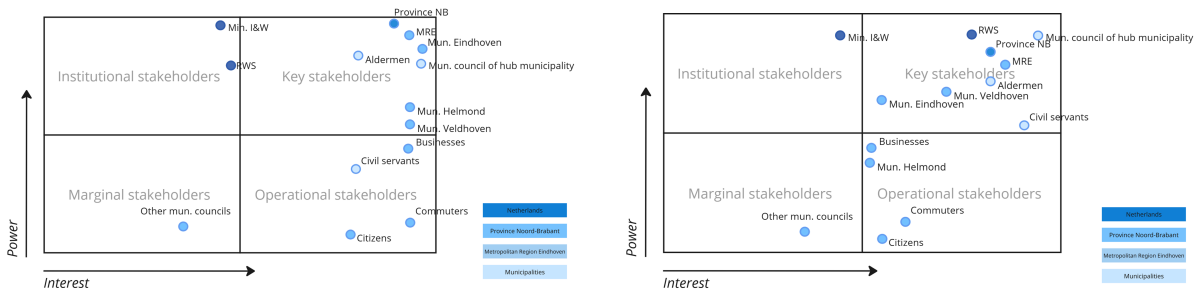 Province NB
Min. I&W
MRE
Mun. Eindhoven
Aldermen
RWS
Mun. council of hub municipality
Institutional stakeholders
Key stakeholders
Mun. Helmond
Mun. Veldhoven
Businesses
Civil servants
Marginal stakeholders
Operational stakeholders
Other mun. councils
Commuters
Citizens
Power
Interest
Netherlands
Province Noord-Brabant
Metropolitan Region Eindhoven
Municipalities
RWS
Min. I&W
Mun. council of hub municipality
Province NB
MRE
Institutional stakeholders
Key stakeholders
Aldermen
Mun. Veldhoven
Mun. Eindhoven
Civil servants
Businesses
Mun. Helmond
Marginal stakeholders
Operational stakeholders
Other mun. councils
Commuters
Citizens
Power
Interest
Netherlands
Province Noord-Brabant
Metropolitan Region Eindhoven
Municipalities